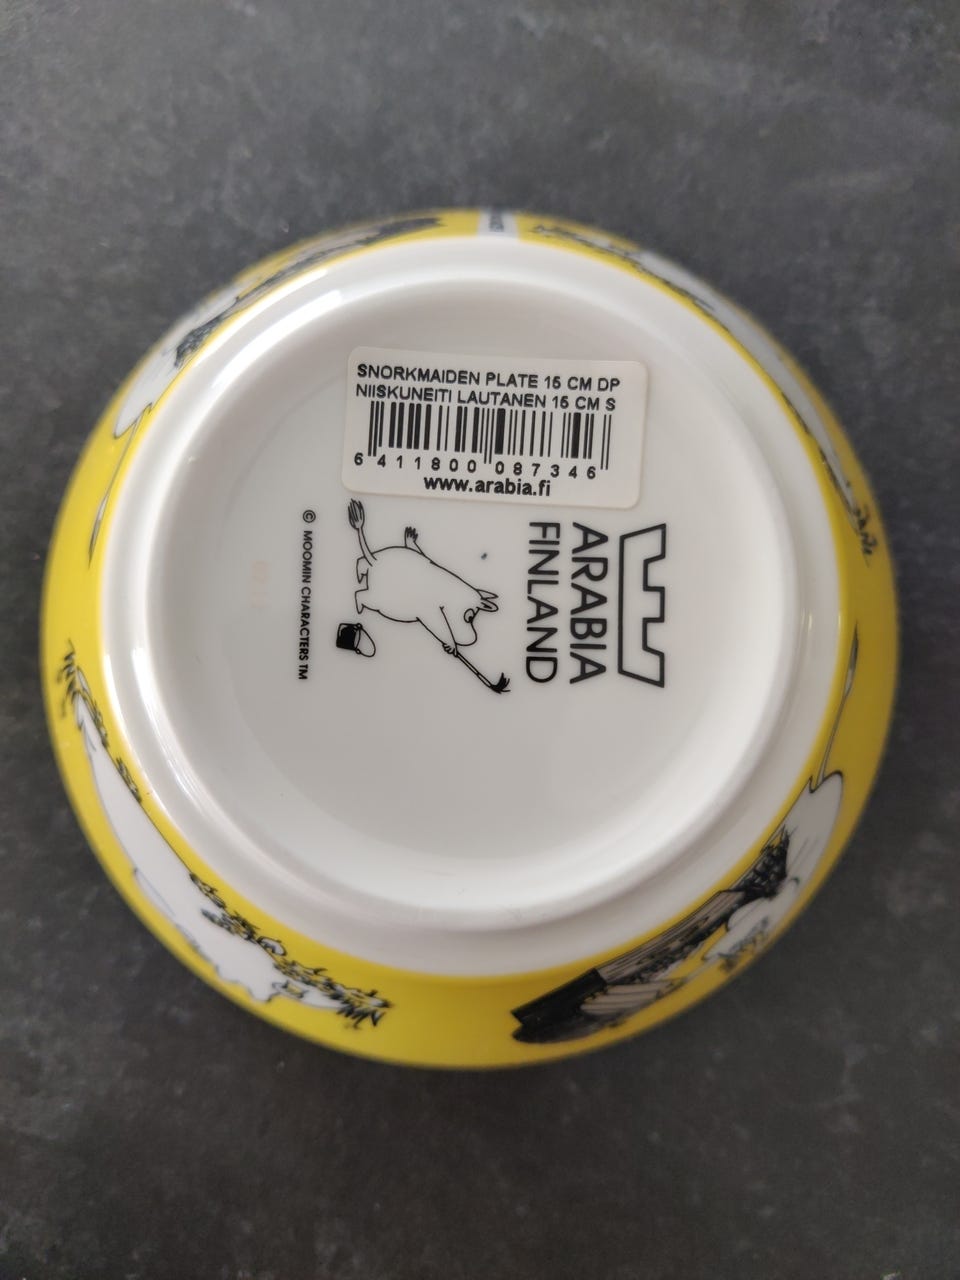 SNORKMAIDEN PLATE 15 CM DP
NIISKUNEITI LAUTANEN 15 CM S
6 411800 087346
www.arabia.fi
ARABIA
FINLAND
© MOOMIN CHARACTERS TM